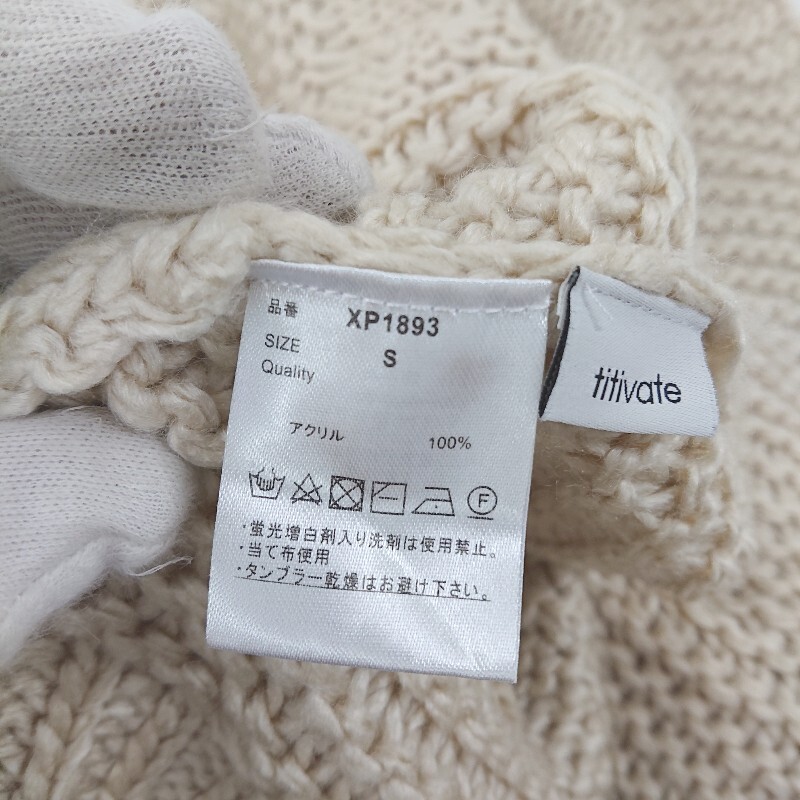 品番 XP1893
SIZE S
Quality
アクリル 100%
F
・蛍光増白剤入り洗剤は使用禁止。
・当て布使用
・タンブラー乾燥はお避け下さい。
titivate